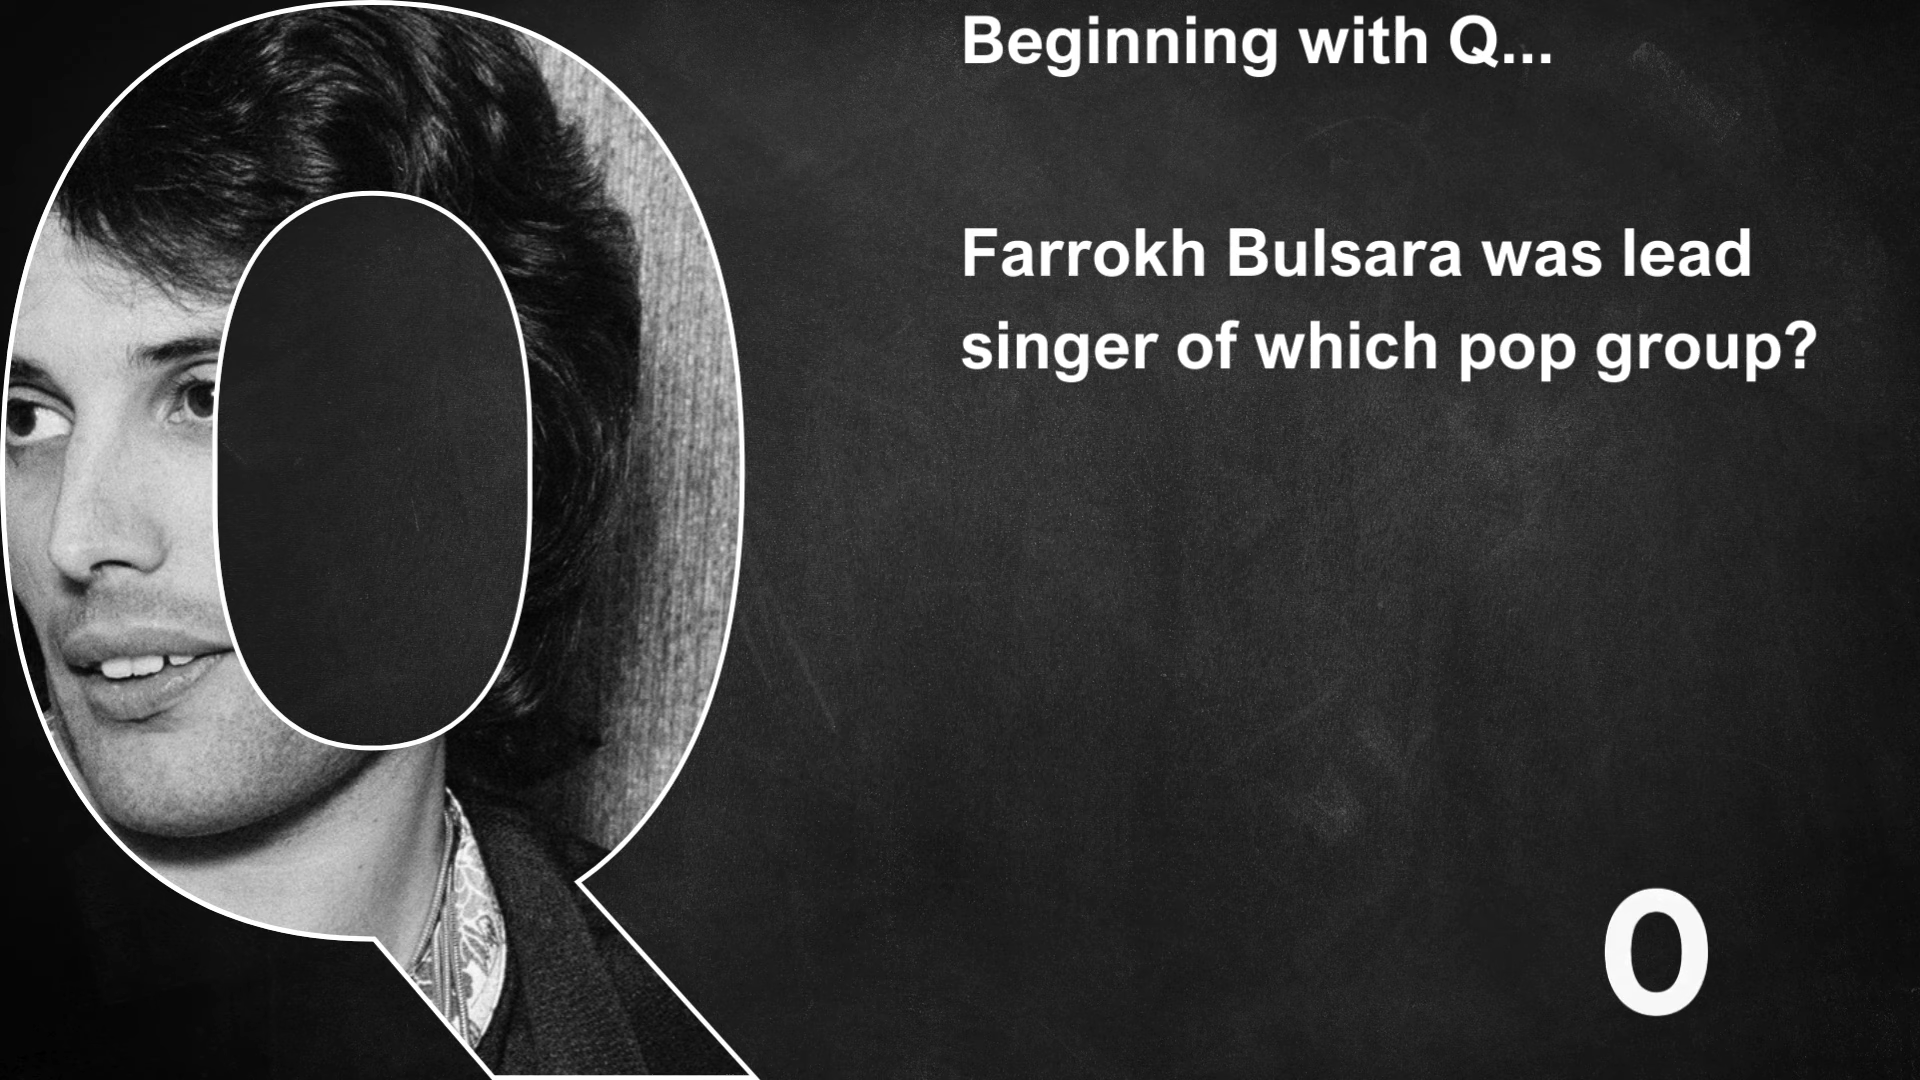 Q
Beginning with Q...
Farrokh Bulsara was lead
singer of which pop group?
0